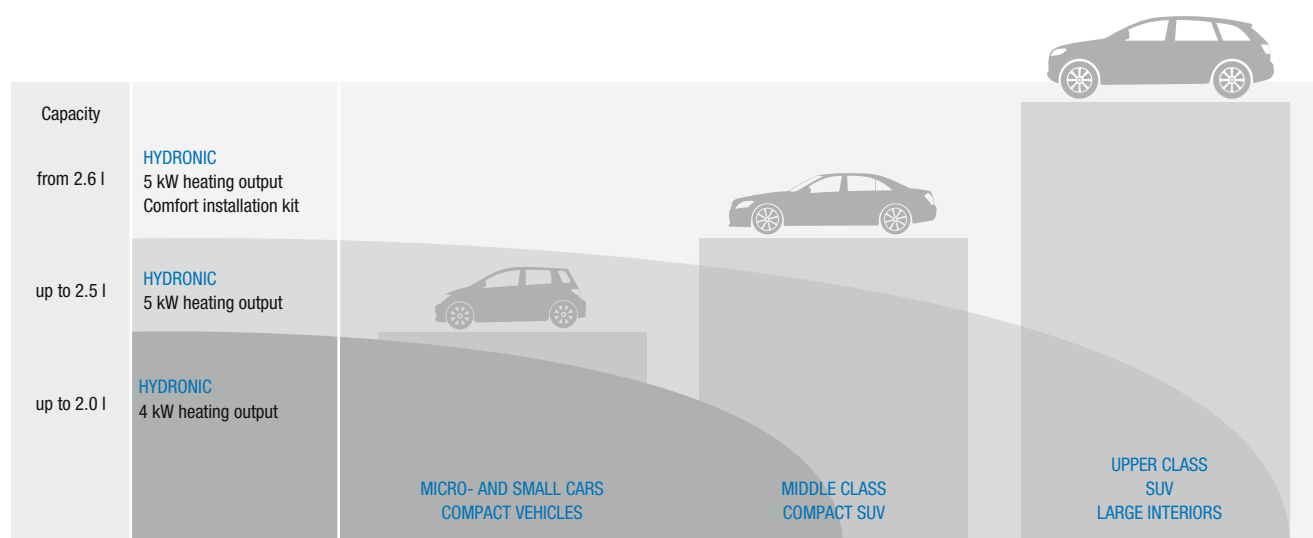 Capacity
from 2.6 l
HYDRONIC
5 kW heating output
Comfort installation kit
up to 2.5 l
HYDRONIC
5 kW heating output
up to 2.0 l
HYDRONIC
4 kW heating output
MICRO- AND SMALL CARS
COMPACT VEHICLES
MIDDLE CLASS
COMPACT SUV
UPPER CLASS
SUV
LARGE INTERIORS